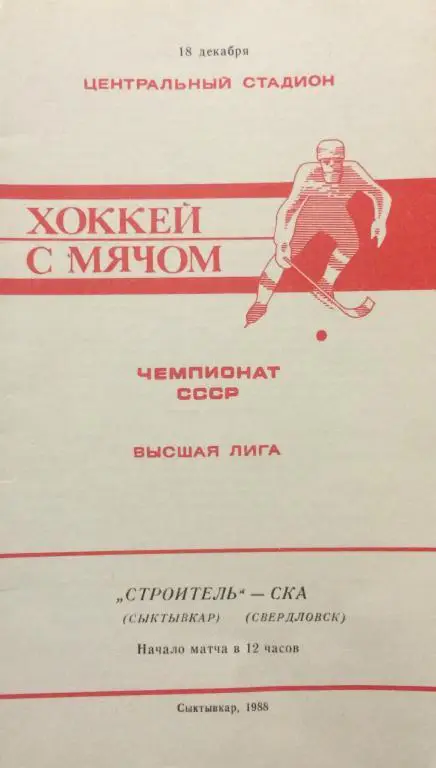 18 декабря
ЦЕНТРАЛЬНЫЙ СТАДИОН
ХОККЕЙ
С МЯЧОМ
ЧЕМПИОНАТ
СССР
ВЫСШАЯ ЛИГА
„СТРОИТЕЛЬ“ — СКА
(СЫКТЫВКАР) (СВЕРДЛОВСК)
Начало матча в 12 часов
Сыктывкар, 1988